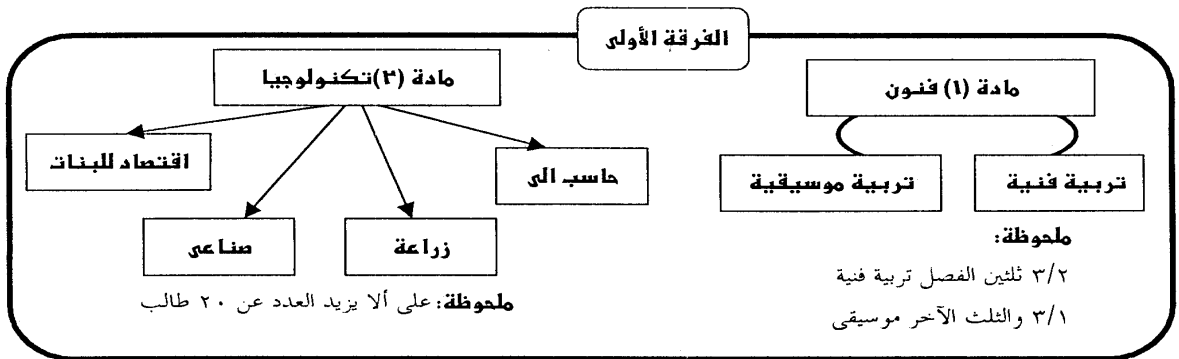 الفرقة الأولى
مادة (١) فنون
تربية فنية
تربية موسيقية
ملحوظة:
٣/٢ ثلثين الفصل تربية فنية
٣/١ والثلث الآخر موسيقى
مادة (٢) تكنولوجيا
حاسب الى
زراعة
صناعى
اقتصاد للبنات
ملحوظة: على ألا يزيد العدد عن ٢٠ طالب